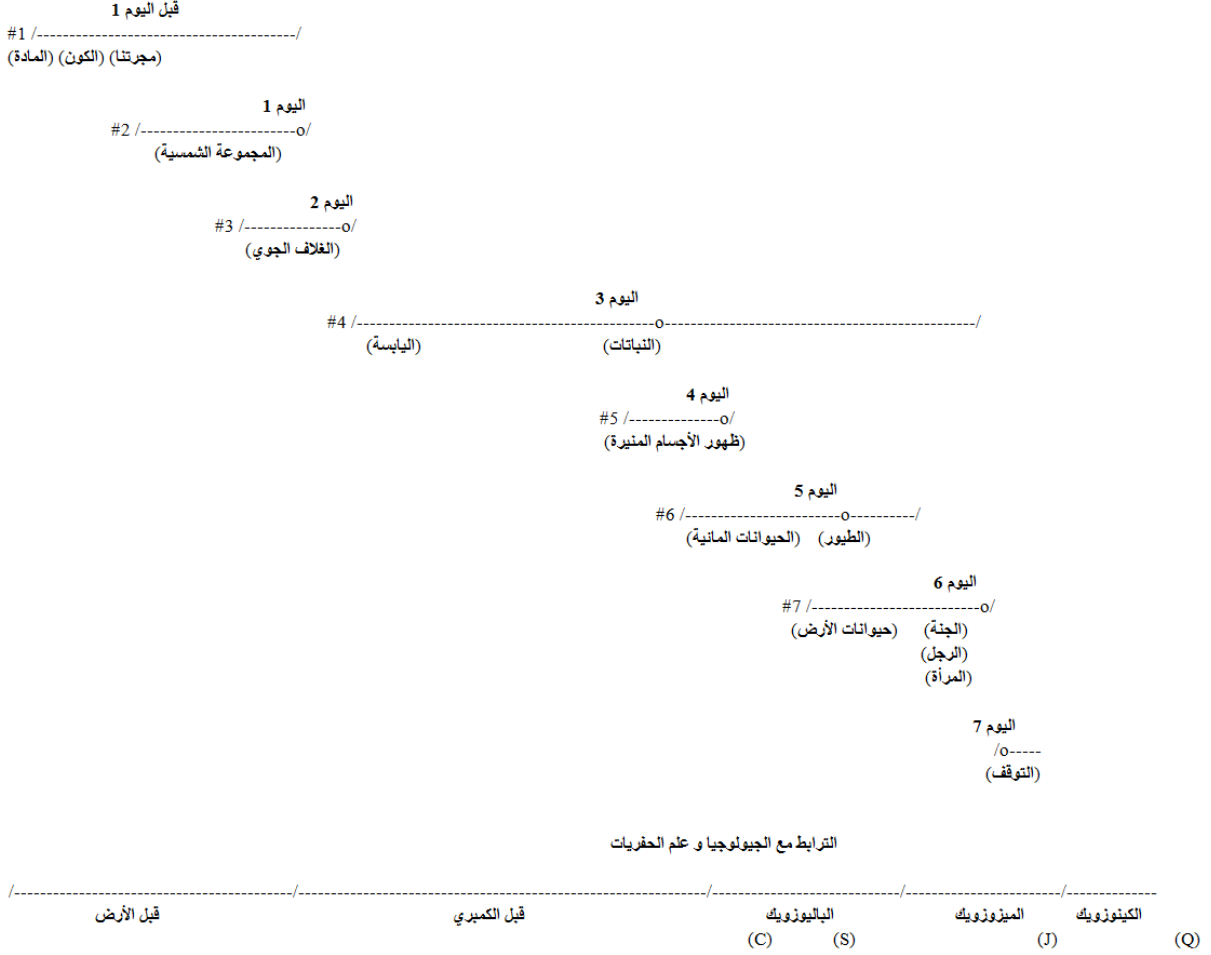 قبل اليوم 1
#1 /----------------------------------------/
(المادة) (الكون) (مجرتنا)
اليوم 1
#2 /------------------------o/
(المجموعة الشمسية)
اليوم 2
#3 /---------------o/
(الغلاف الجوي)
اليوم 3
#4 /----------------------------------------------o------------------------------------------------/
(اليابسة) (النباتات)
اليوم 4
#5 /--------------o/
(ظهور الأجسام المنيرة)
اليوم 5
#6 /------------------------o----------/
(الحيوانات المائية) (الطيور)
اليوم 6
#7 /--------------------------o/
(حيوانات الأرض) (الجنة)
(الرجل)
(المرأة)
اليوم 7
/o-----
(التوقف)
الترابط مع الجيولوجيا و علم الحفريات
/-------------------------------------------/---------------------------------------------------------------/-----------------------------/------------------------/--------------
قبل الأرض قبل الكمبري الباليوزويك الميزوزويك الكينوزويك
(C) (S) (J) (Q)